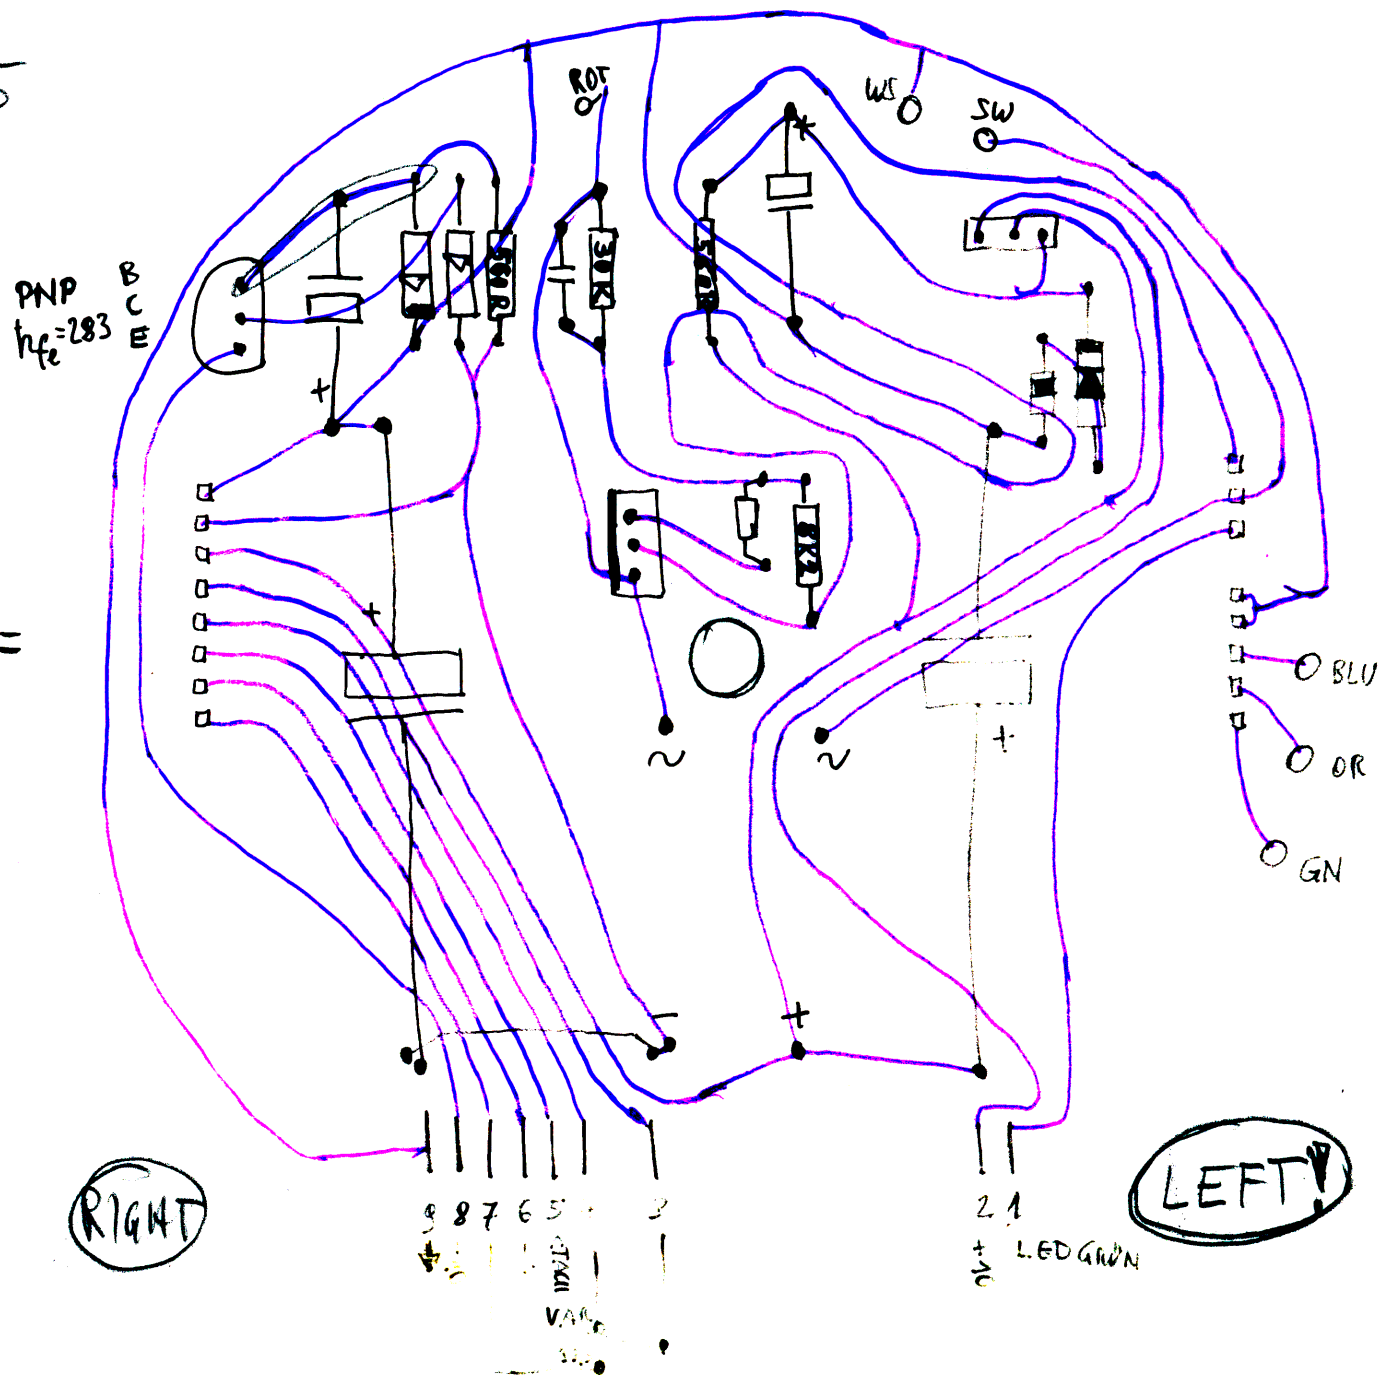 ROT
WS
SW
PNP
hfe=283
B
C
E
+
+
560R
30K
560R
+
+
8K2
BLU
OR
GN
~
~
+
-
+
RIGHT
LEFT!
9 8 7 6 5 3
2 1
LED GRÜN